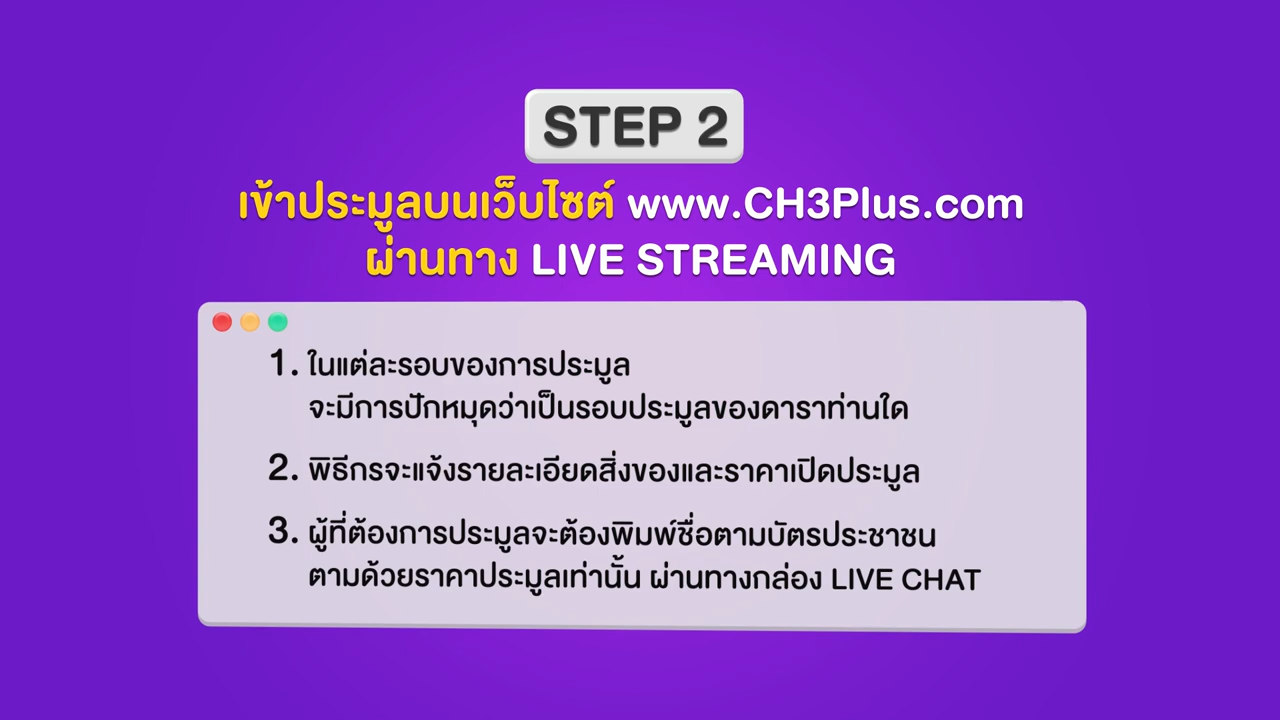 STEP 2
เข้าประมูลบนเว็บไซต์ www.CH3Plus.com
ผ่านทาง LIVE STREAMING
1. ในแต่ละรอบของการประมูล
จะมีการปักหมุดว่าเป็นรอบประมูลของดาราท่านใด
2. พิธีกรจะแจ้งรายละเอียดสิ่งของและราคาเปิดประมูล
3. ผู้ที่ต้องการประมูลจะต้องพิมพ์ชื่อตามบัตรประชาชน
ตามด้วยราคาประมูลเท่านั้น ผ่านทางกล่อง LIVE CHAT